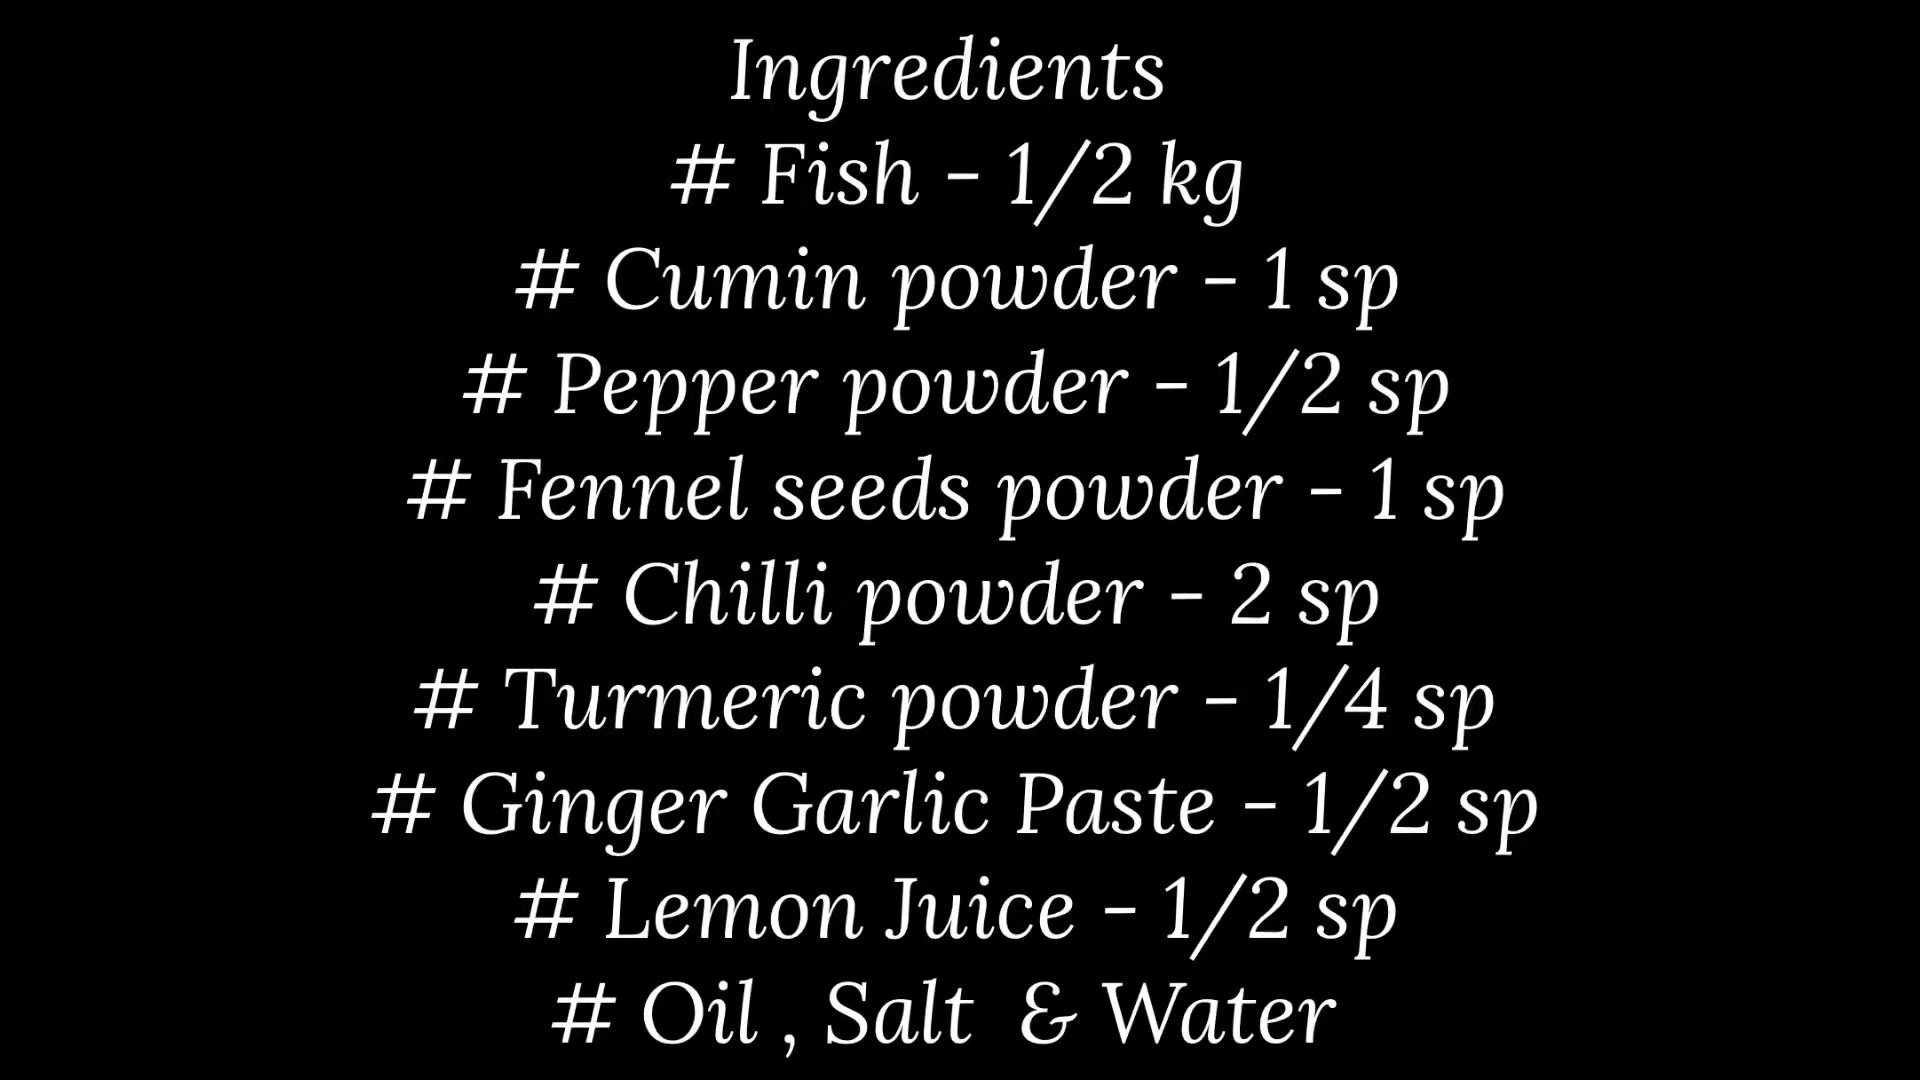 Ingredients
# Fish - 1/2 kg
# Cumin powder - 1 sp
# Pepper powder - 1/2 sp
# Fennel seeds powder - 1 sp
# Chilli powder - 2 sp
# Turmeric powder - 1/4 sp
# Ginger Garlic Paste - 1/2 sp
# Lemon Juice - 1/2 sp
# Oil , Salt & Water